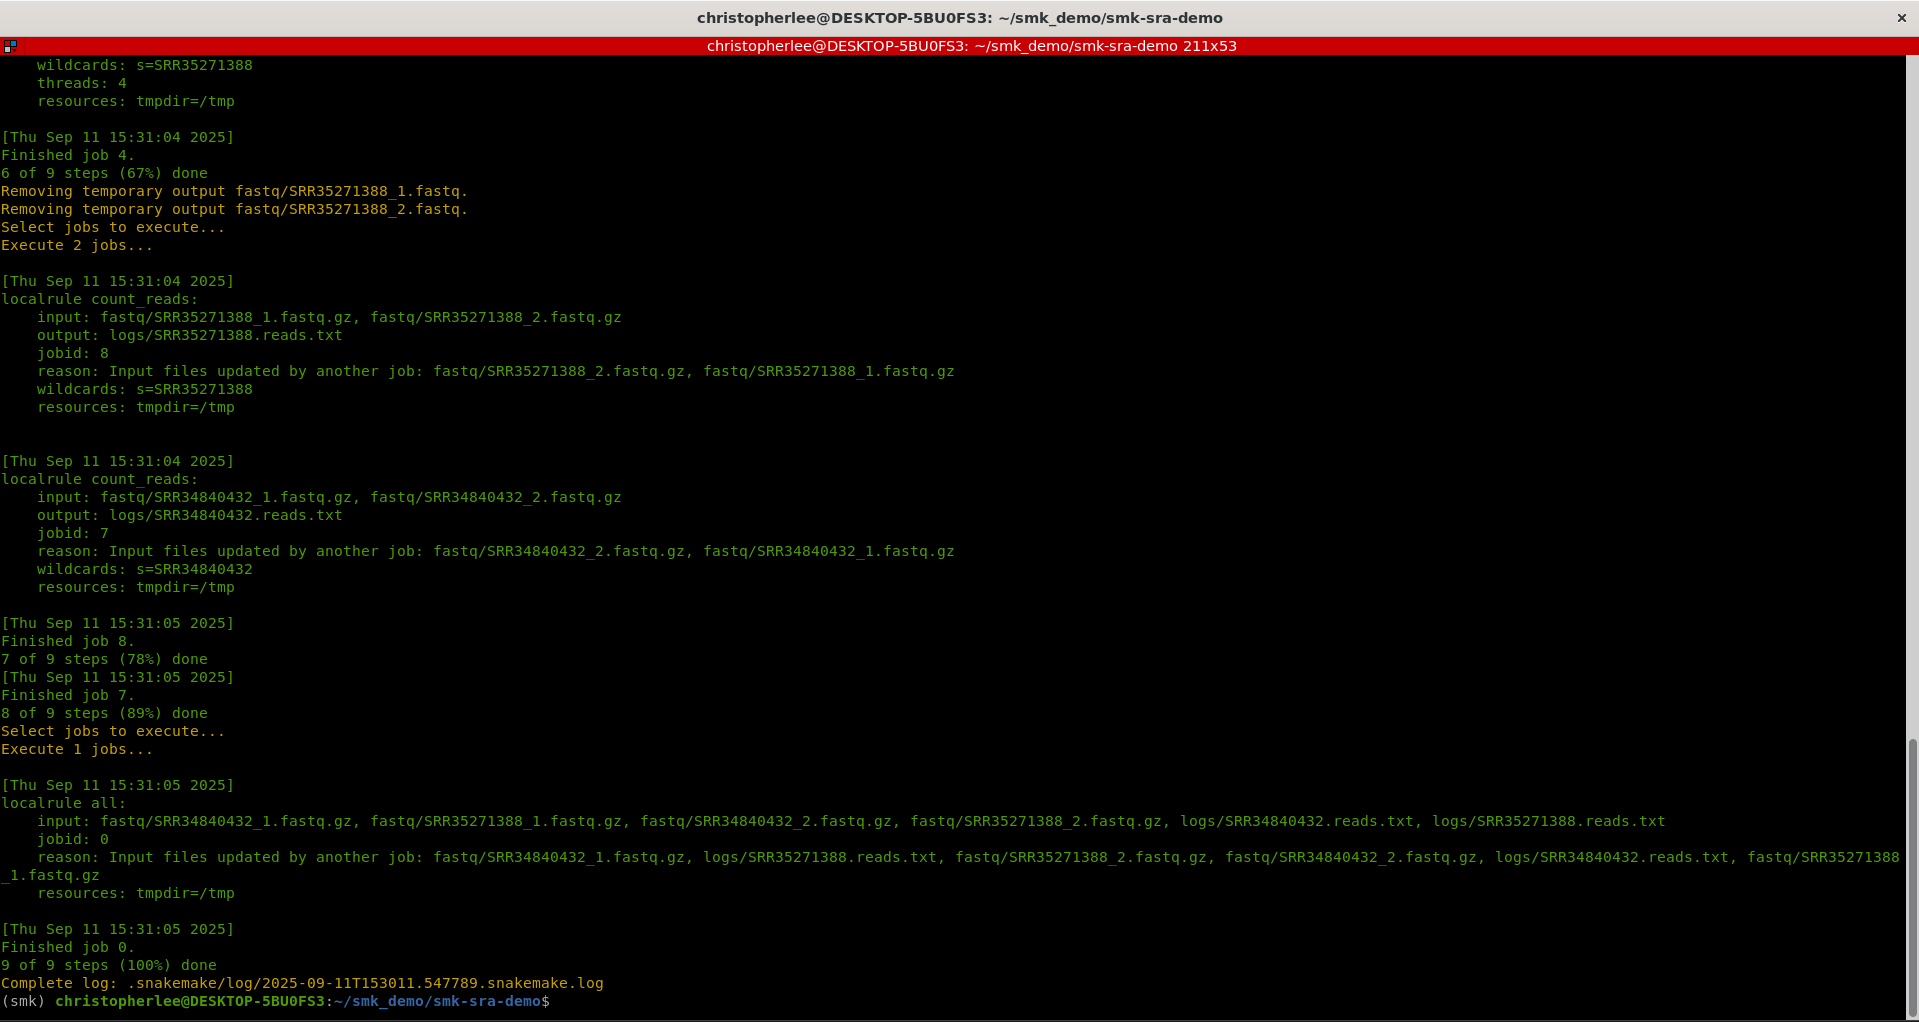 christopherlee@DESKTOP-5BU0FS3: ~/smk_demo/smk-sra-demo
christopherlee@DESKTOP-5BU0FS3: ~/smk_demo/smk-sra-demo 211x53
    wildcards: s=SRR35271388
    threads: 4
    resources: tmpdir=/tmp

[Thu Sep 11 15:31:04 2025]
Finished job 4.
6 of 9 steps (67%) done
Removing temporary output fastq/SRR35271388_1.fastq.
Removing temporary output fastq/SRR35271388_2.fastq.
Select jobs to execute...
Execute 2 jobs...

[Thu Sep 11 15:31:04 2025]
localrule count_reads:
    input: fastq/SRR35271388_1.fastq.gz, fastq/SRR35271388_2.fastq.gz
    output: logs/SRR35271388.reads.txt
    jobid: 8
    reason: Input files updated by another job: fastq/SRR35271388_2.fastq.gz, fastq/SRR35271388_1.fastq.gz
    wildcards: s=SRR35271388
    resources: tmpdir=/tmp


[Thu Sep 11 15:31:04 2025]
localrule count_reads:
    input: fastq/SRR34840432_1.fastq.gz, fastq/SRR34840432_2.fastq.gz
    output: logs/SRR34840432.reads.txt
    jobid: 7
    reason: Input files updated by another job: fastq/SRR34840432_2.fastq.gz, fastq/SRR34840432_1.fastq.gz
    wildcards: s=SRR34840432
    resources: tmpdir=/tmp

[Thu Sep 11 15:31:05 2025]
Finished job 8.
7 of 9 steps (78%) done
[Thu Sep 11 15:31:05 2025]
Finished job 7.
8 of 9 steps (89%) done
Select jobs to execute...
Execute 1 jobs...

[Thu Sep 11 15:31:05 2025]
localrule all:
    input: fastq/SRR34840432_1.fastq.gz, fastq/SRR35271388_1.fastq.gz, fastq/SRR34840432_2.fastq.gz, fastq/SRR35271388_2.fastq.gz, logs/SRR34840432.reads.txt, logs/SRR35271388.reads.txt
    jobid: 0
    reason: Input files updated by another job: fastq/SRR34840432_1.fastq.gz, logs/SRR35271388.reads.txt, fastq/SRR35271388_2.fastq.gz, fastq/SRR34840432_2.fastq.gz, logs/SRR34840432.reads.txt, fastq/SRR35271388
_1.fastq.gz
    resources: tmpdir=/tmp

[Thu Sep 11 15:31:05 2025]
Finished job 0.
9 of 9 steps (100%) done
Complete log: .snakemake/log/2025-09-11T153011.547789.snakemake.log
(smk) christopherlee@DESKTOP-5BU0FS3:~/smk_demo/smk-sra-demo$